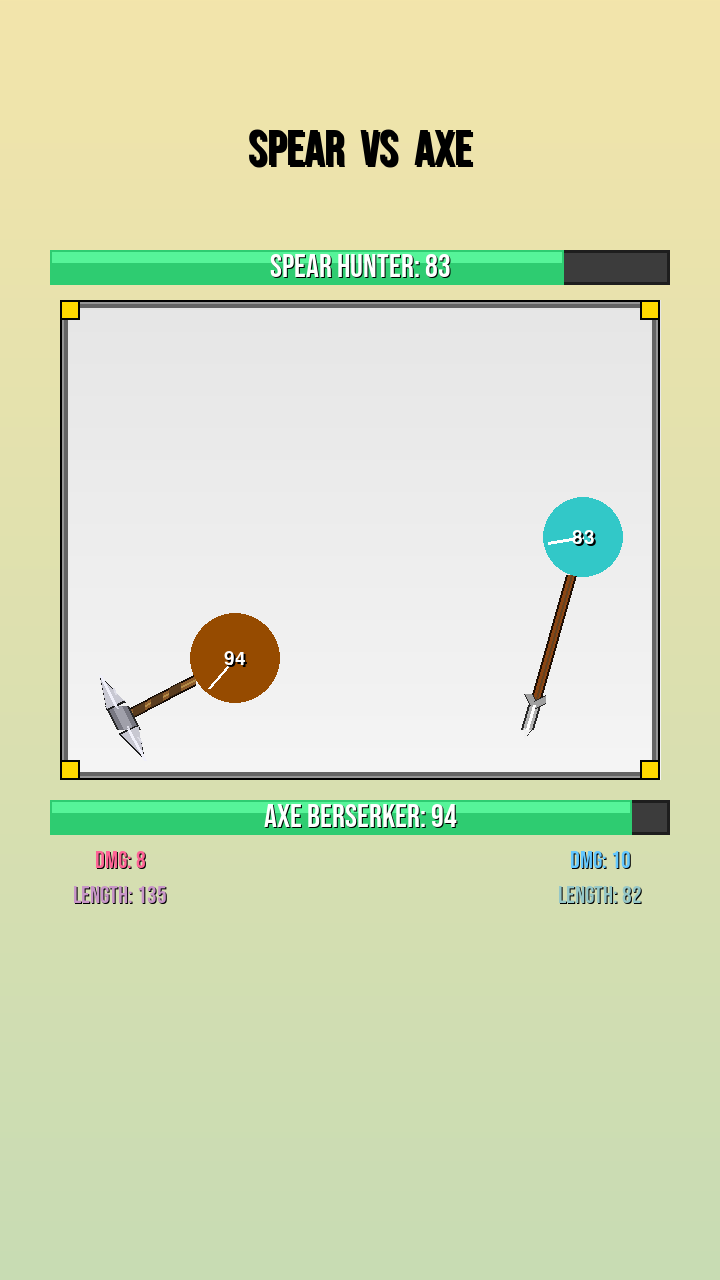 SPEAR VS AXE
SPEAR HUNTER: 83
83
94
AXE BERSERKER: 94
DMG: 8
DMG: 10
LENGTH: 135
LENGTH: 82